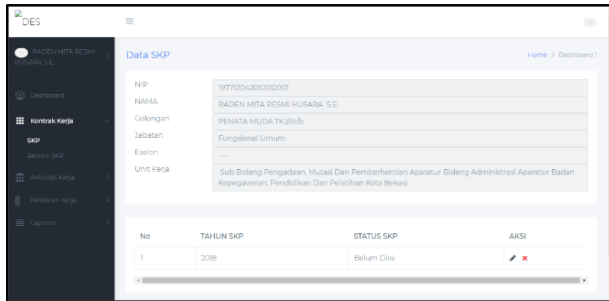 DES
RADEN MITA RESMI
HUSARA S.E.
Data SKP
Home > Dashboard 1
Dashboard
Kontrak Kerja
SKP
Review SKP
Aktivitas Kerja
Penilaian Kerja
Laporan
NIP 197712042010012001
NAMA RADEN MITA RESMI HUSARA S.E.
Golongan PENATA MUDA TK.I/III/b
Jabatan Fungsional Umum
Eselon ----
Unit Kerja Sub Bidang Pengadaan, Mutasi Dan Pemberhentian Aparatur Bidang Administrasi Aparatur Badan
Kepegawaian, Pendidikan Dan Pelatihan Kota Bekasi
No TAHUN SKP STATUS SKP AKSI
1 2018 Belum Diisi